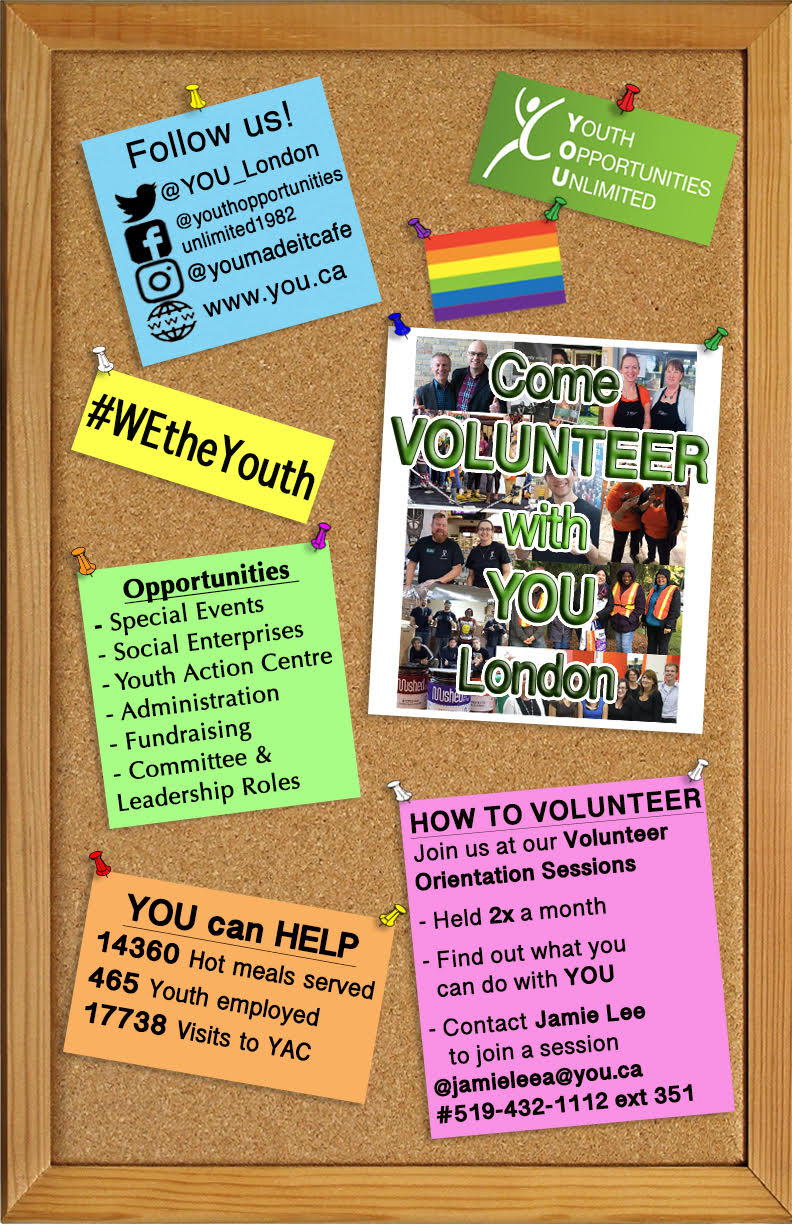 Follow us!
@YOU_London
@youthopportunities
unlimited1982
@youmadeitcafe
www.you.ca
YOUTH
OPPORTUNITIES
UNLIMITED
#WEtheYouth
Come
VOLUNTEER
with
YOU
London
Mushed
Mushed
Opportunities
- Special Events
- Social Enterprises
- Youth Action Centre
- Administration
- Fundraising
- Committee &
Leadership Roles
HOW TO VOLUNTEER
Join us at our Volunteer
Orientation Sessions
- Held 2x a month
- Find out what you
can do with YOU
- Contact Jamie Lee
to join a session
@jamieleea@you.ca
#519-432-1112 ext 351
YOU can HELP
14360 Hot meals served
465 Youth employed
17738 Visits to YAC